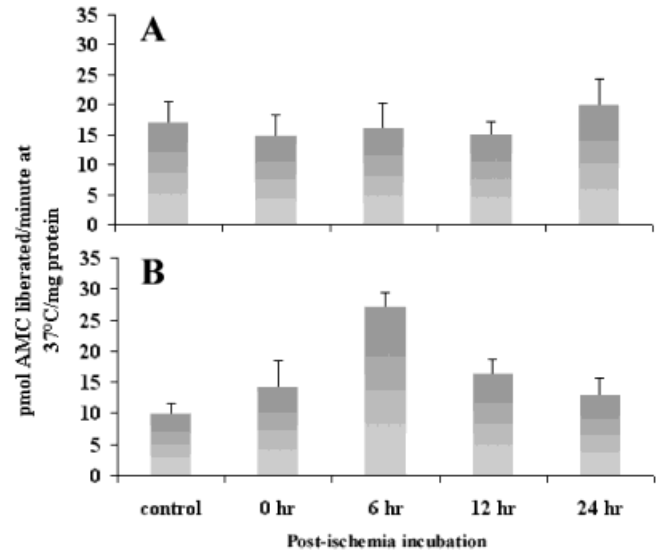 A
35
30
25
20
15
10
5
0
B
35
30
25
20
15
10
5
0
pmol AMC liberated/minute at
37°C/mg protein
control 0 hr 6 hr 12 hr 24 hr
Post-ischemia incubation